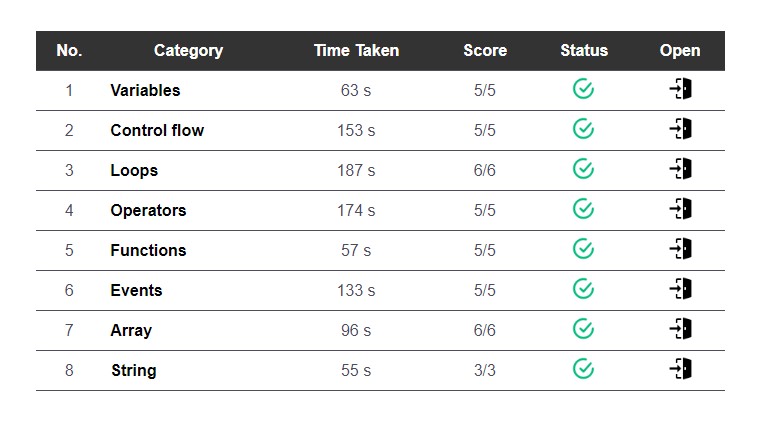 No. Category Time Taken Score Status Open
1 Variables 63 s 5/5
2 Control flow 153 s 5/5
3 Loops 187 s 6/6
4 Operators 174 s 5/5
5 Functions 57 s 5/5
6 Events 133 s 5/5
7 Array 96 s 6/6
8 String 55 s 3/3